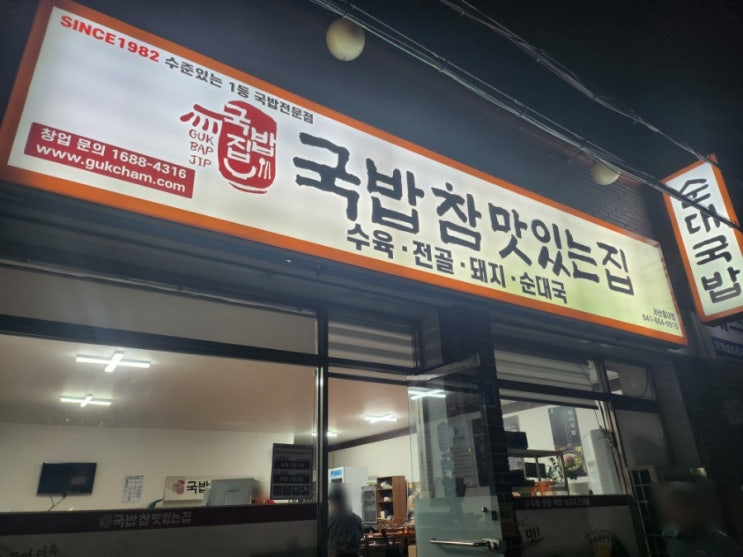 SINCE1982 수준있는 1등 국밥전문점
창업 문의 1688-4316
www.gukcham.com
GUK
BAP
JIP
국밥
집
국밥 참 맛있는집
수육 · 전골 · 돼지 · 순대국
순대국밥
국밥
국밥 참맛있는집